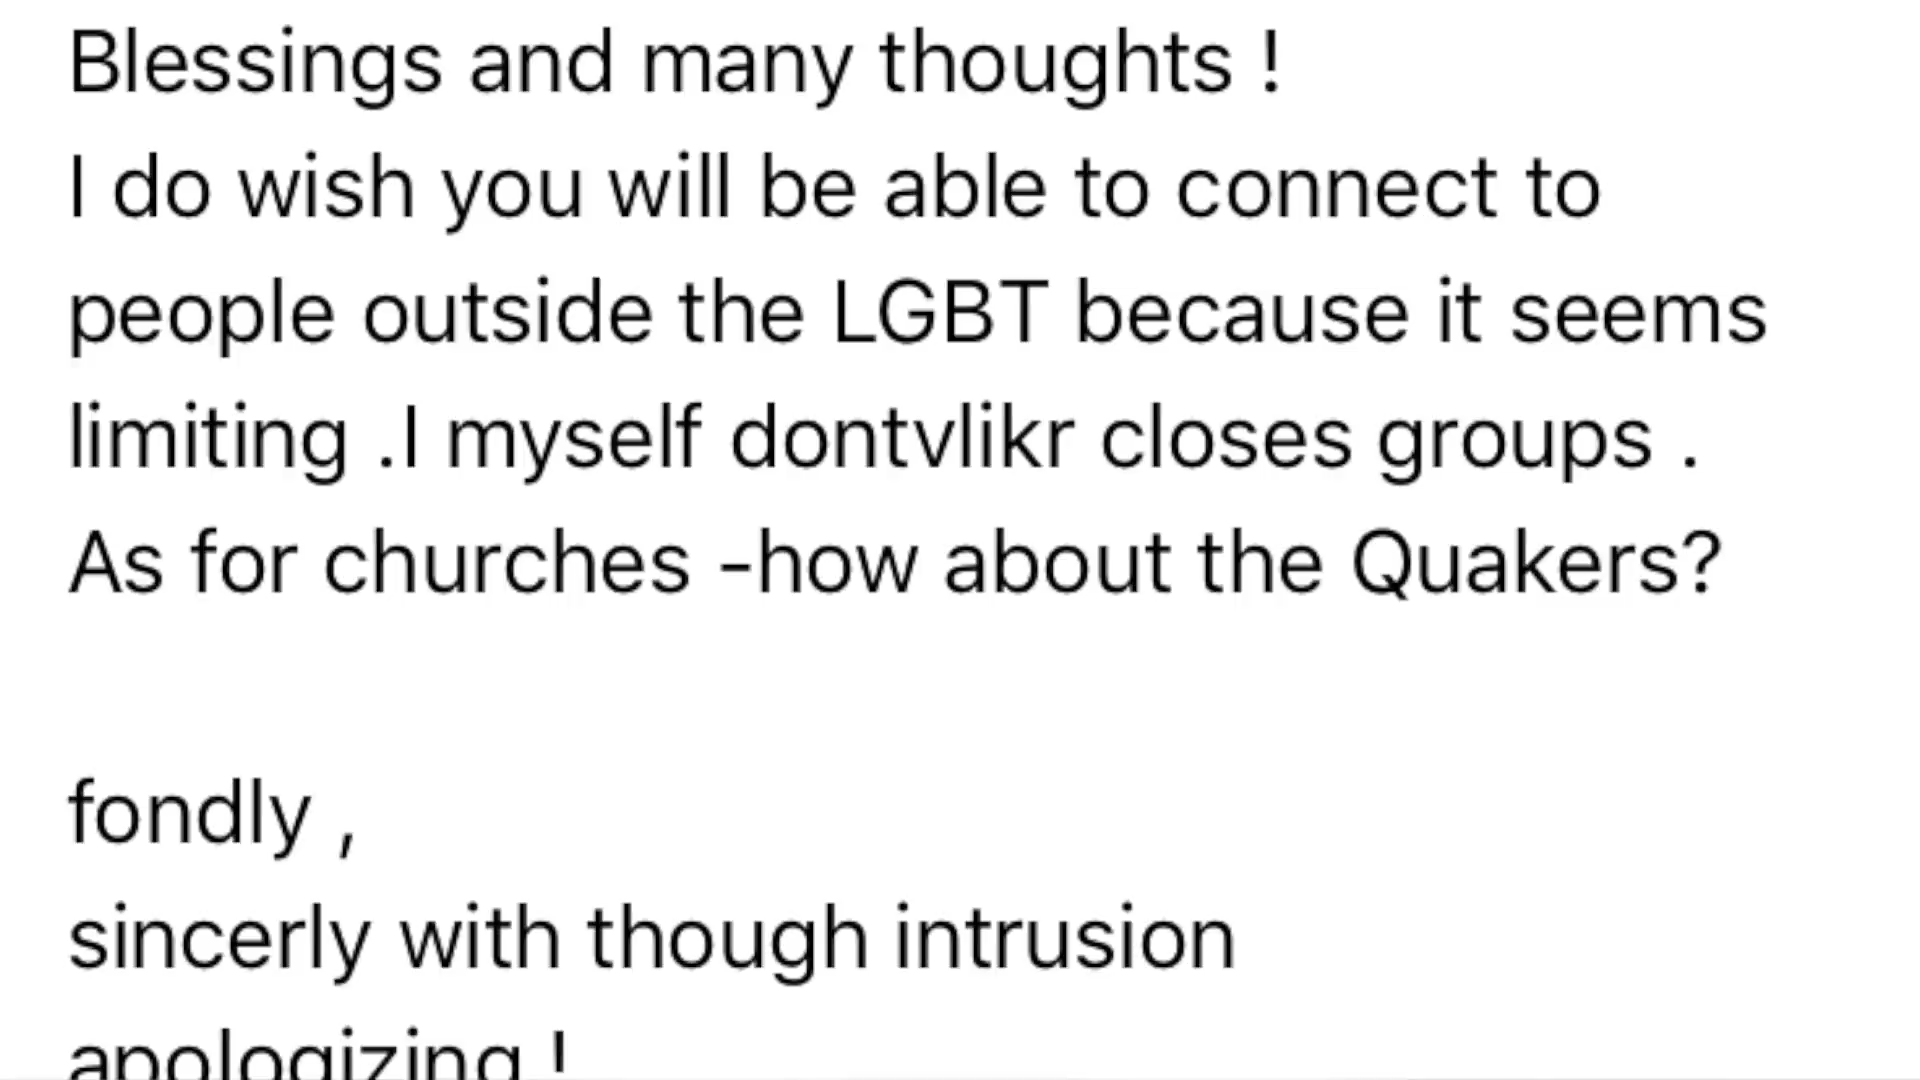 Blessings and many thoughts !
I do wish you will be able to connect to
people outside the LGBT because it seems
limiting .I myself dontvlikr closes groups .
As for churches -how about the Quakers?
fondly ,
sincerly with though intrusion
apologizing !